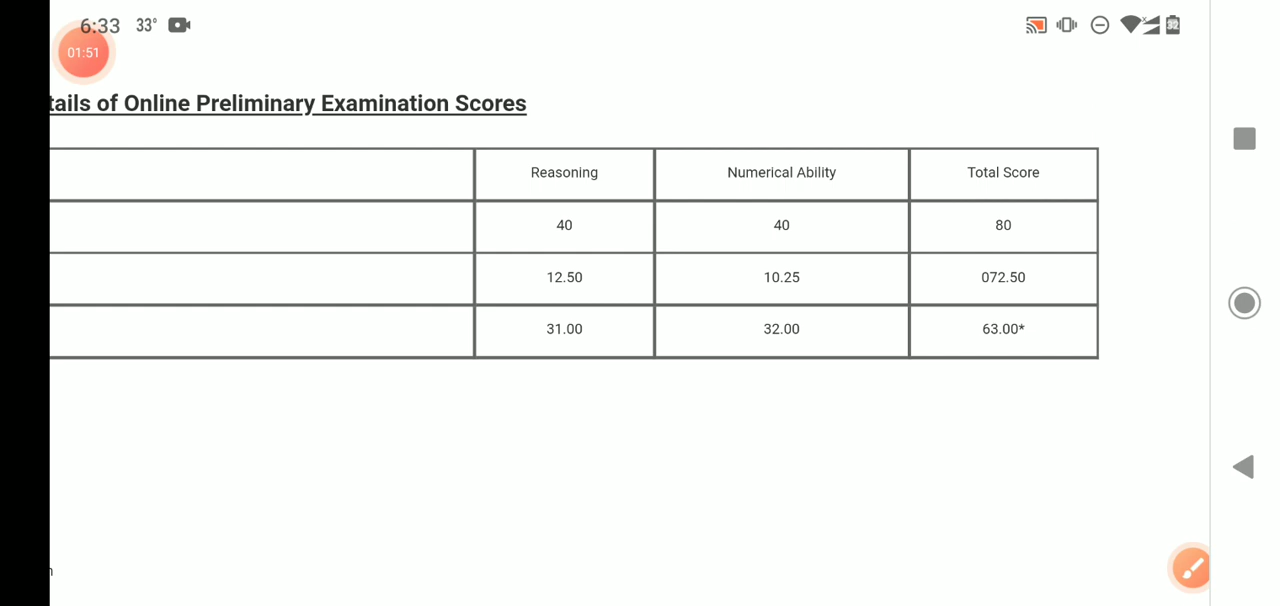 6:33 33°
01:51
32
tails of Online Preliminary Examination Scores
Reasoning Numerical Ability Total Score
40 40 80
12.50 10.25 072.50
31.00 32.00 63.00*